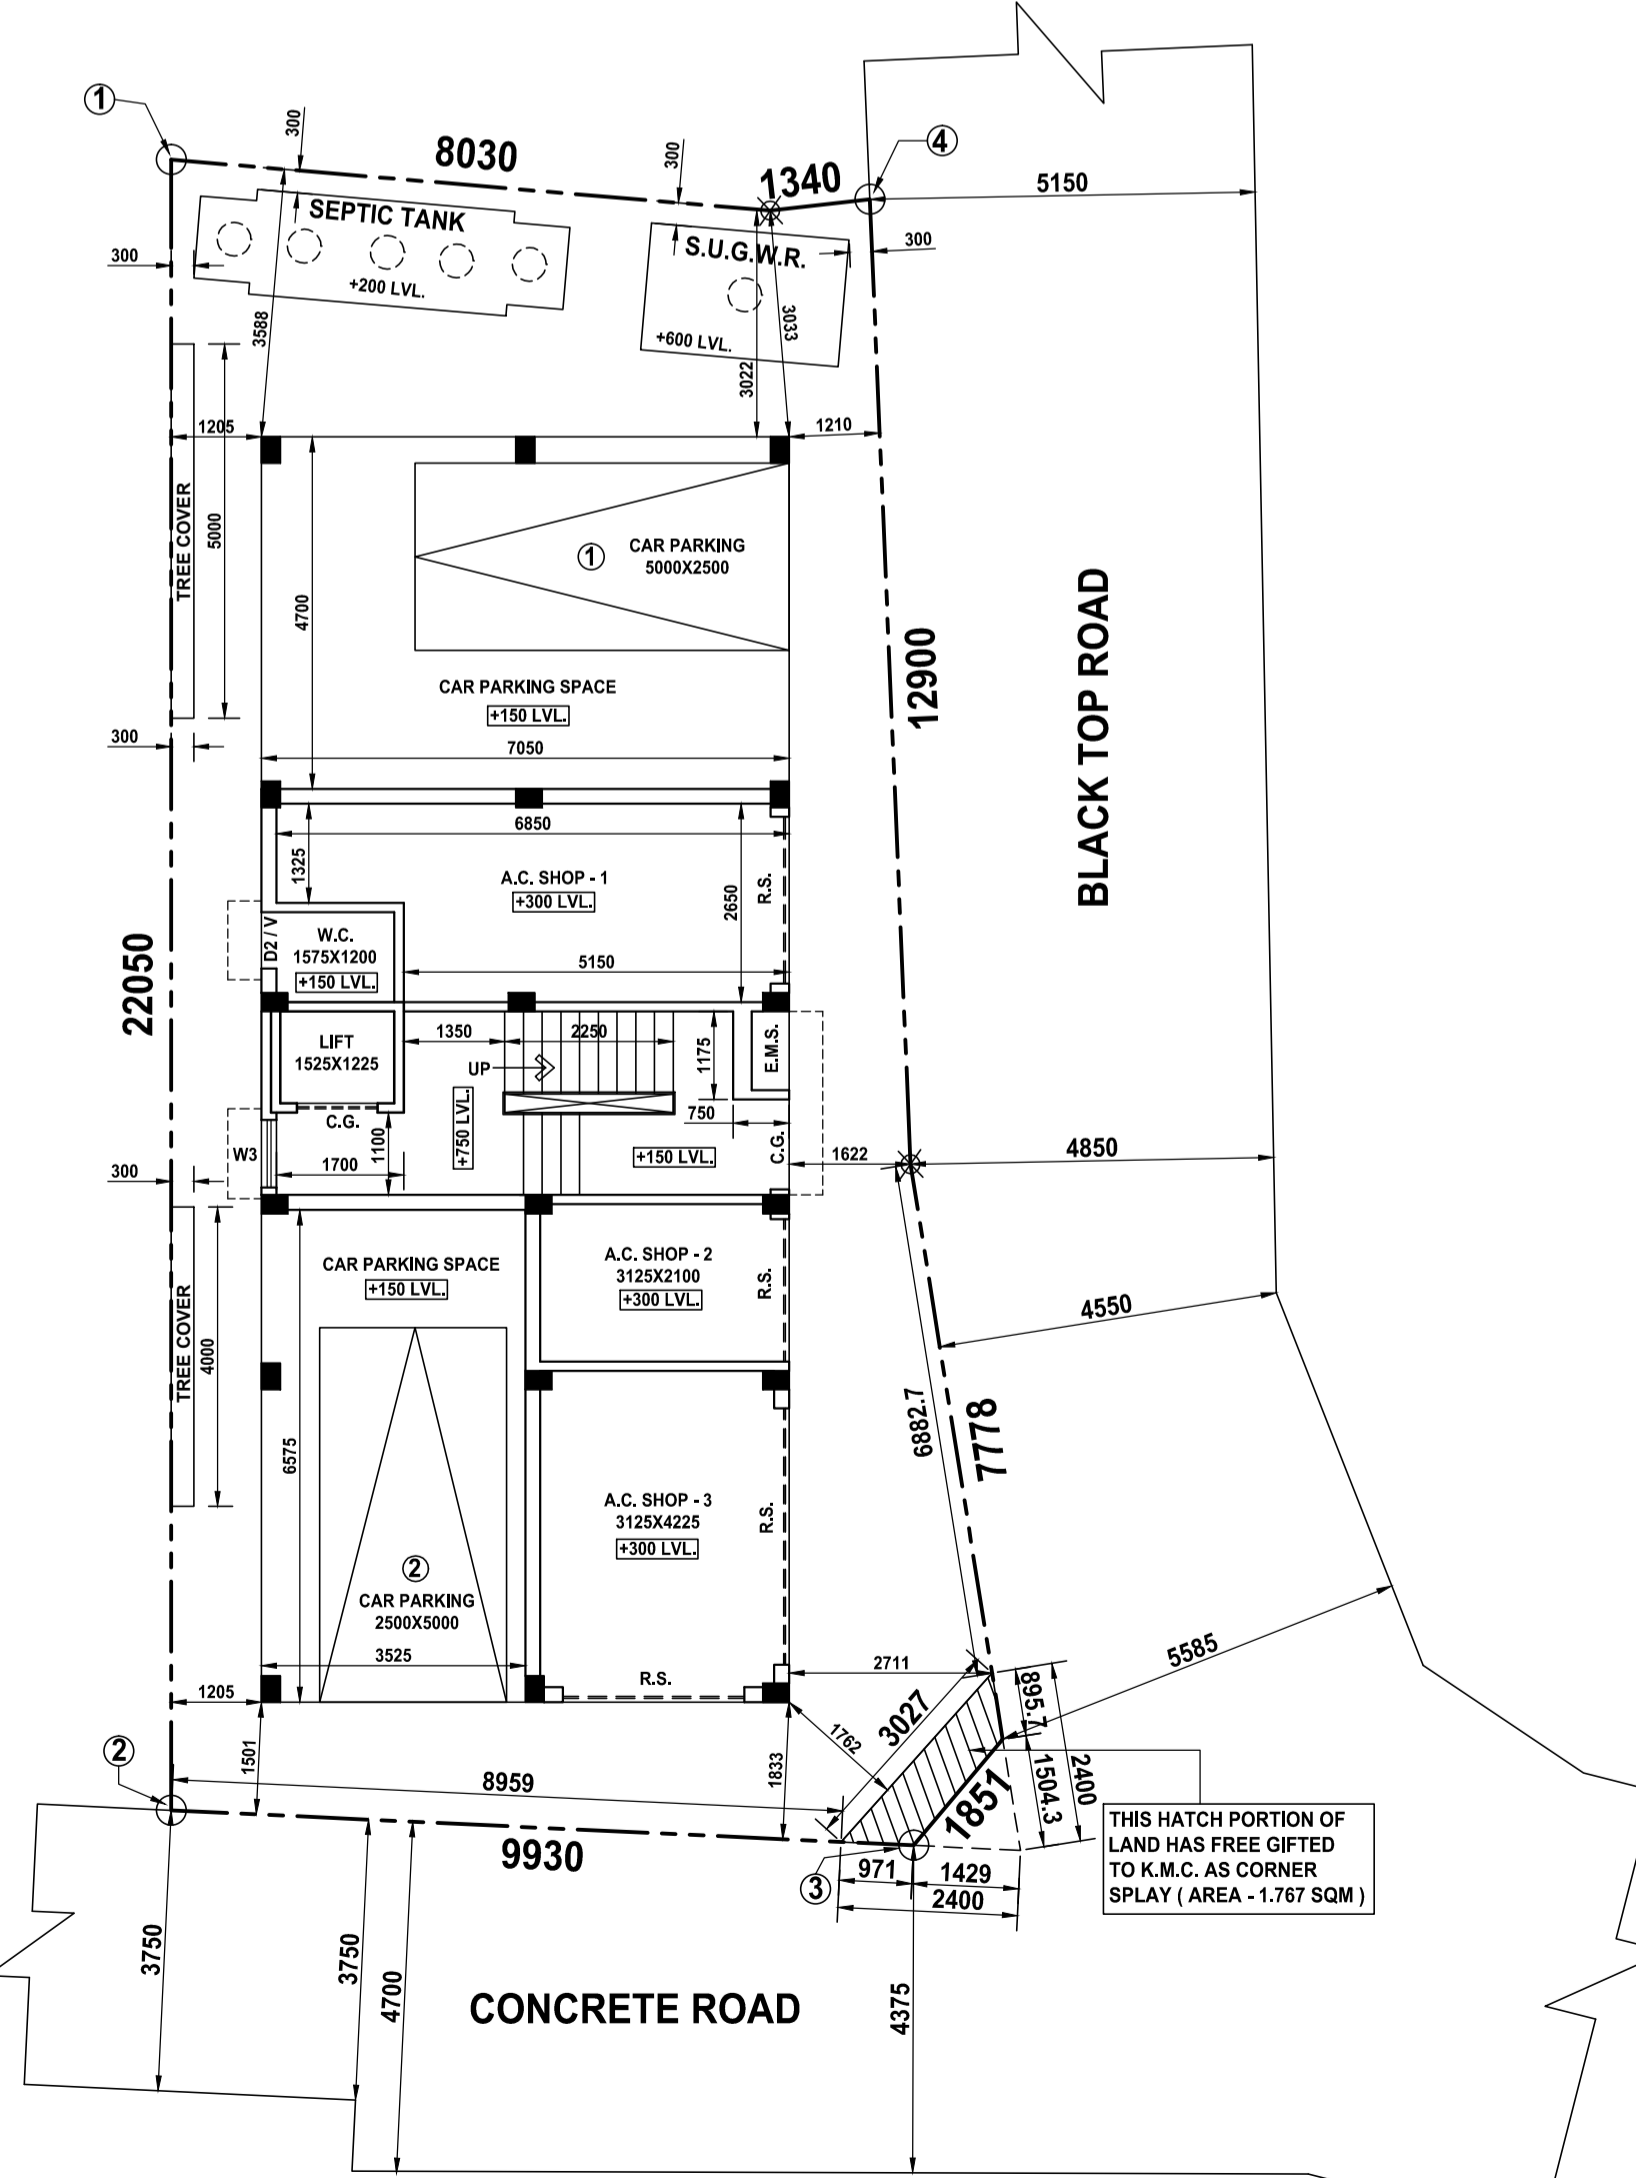 1
300
8030
300
1340
4
5150
SEPTIC TANK
+200 LVL.
S.U.G.W.R.
+600 LVL.
300
300
3588
3033
3022
1205
1210
TREE COVER
5000
4700
1
CAR PARKING
5000X2500
CAR PARKING SPACE
+150 LVL.
12900
BLACK TOP ROAD
300
7050
6850
1325
A.C. SHOP - 1
+300 LVL.
2650
R.S.
D2 / V
W.C.
1575X1200
+150 LVL.
5150
22050
LIFT
1525X1225
1350
2250
UP
1175
E.M.S.
C.G.
750
+750 LVL.
W3
1100
1700
+150 LVL.
C.G.
1622
4850
300
CAR PARKING SPACE
+150 LVL.
A.C. SHOP - 2
3125X2100
+300 LVL.
R.S.
4550
TREE COVER
4000
6882.7
7778
6575
A.C. SHOP - 3
3125X4225
+300 LVL.
R.S.
2
CAR PARKING
2500X5000
3525
R.S.
2711
5585
1205
895.7
3027
1762
2
1501
1833
8959
2400
1504.3
1851
9930
THIS HATCH PORTION OF
LAND HAS FREE GIFTED
TO K.M.C. AS CORNER
SPLAY ( AREA - 1.767 SQM )
3
971
1429
2400
3750
3750
4700
4375
CONCRETE ROAD